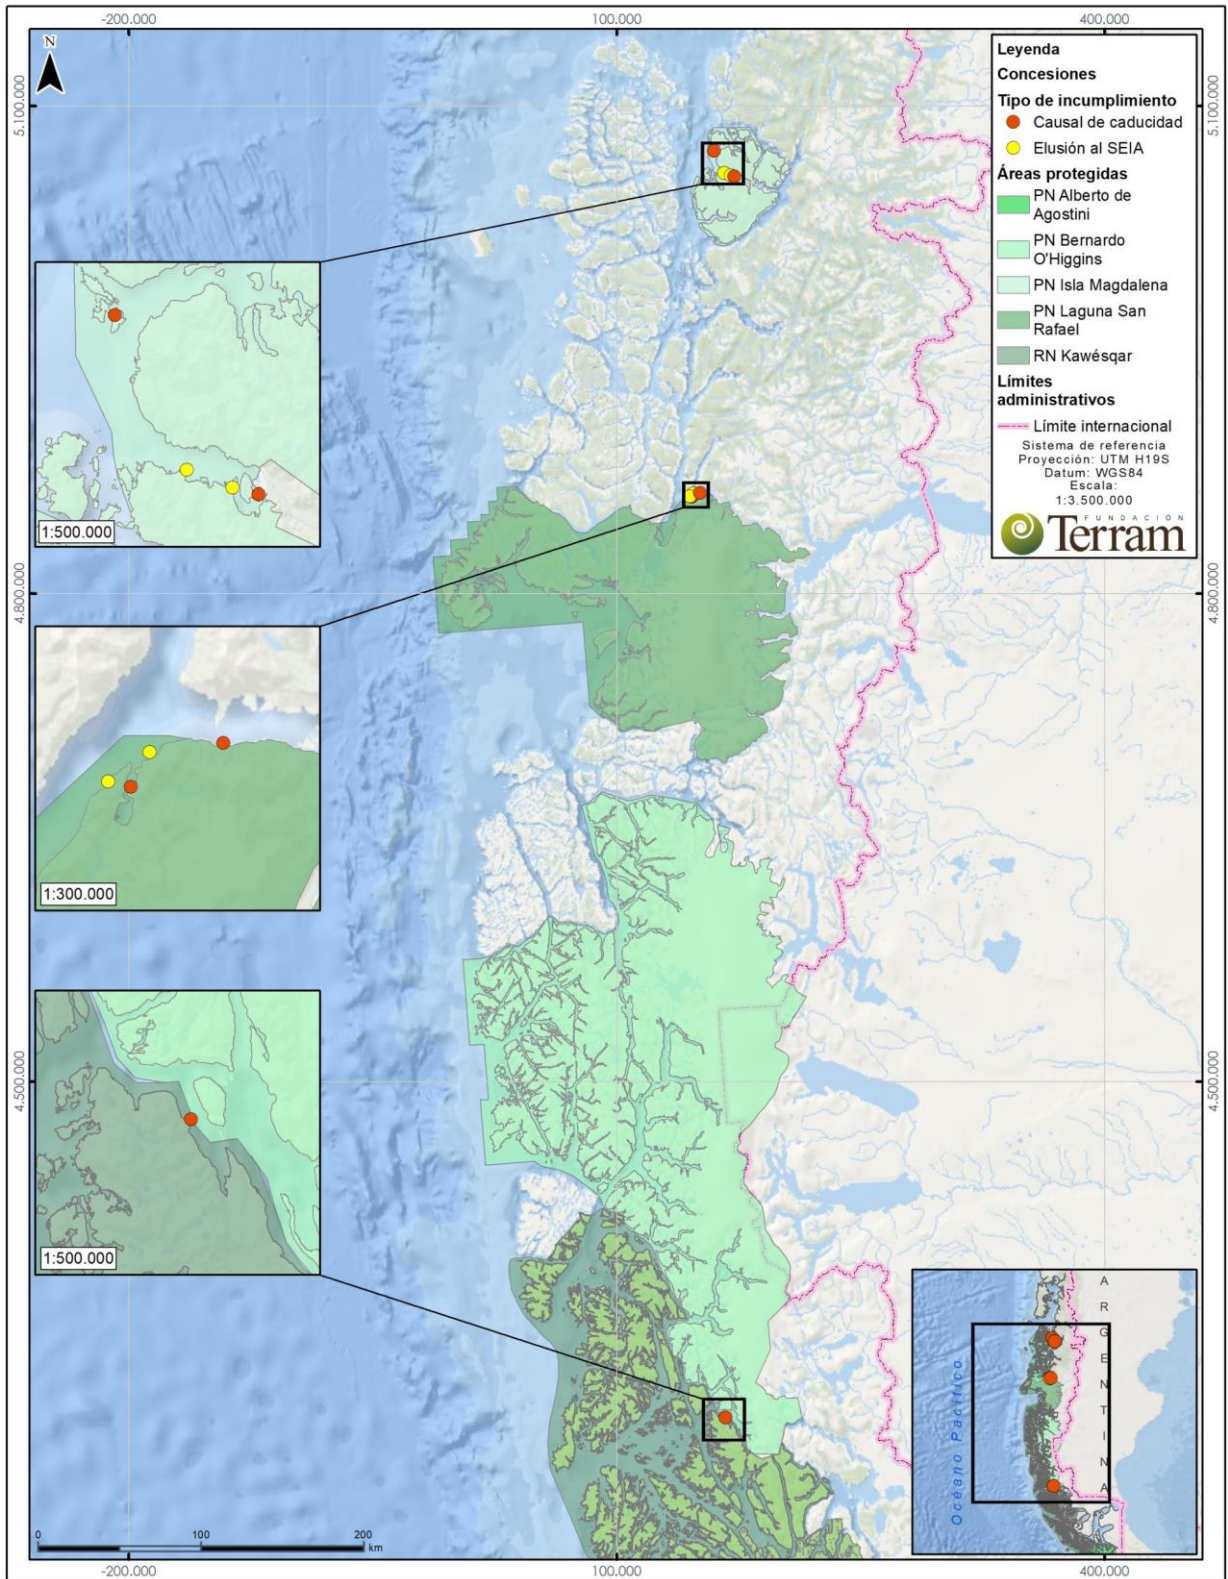 -200.000
100.000
400.000
N
5.100.000
5.100.000
Leyenda
Concesiones
Tipo de incumplimiento
Causal de caducidad
Elusión al SEIA
Áreas protegidas
PN Alberto de
Agostini
PN Bernardo
O'Higgins
PN Isla Magdalena
PN Laguna San
Rafael
RN Kawésqar
Límites
administrativos
Límite internacional
Sistema de referencia
Proyección: UTM H19S
Datum: WGS84
Escala:
1:3.500.000
FUNDACIÓN
Terram
1:500.000
4.800.000
4.800.000
1:300.000
4.500.000
4.500.000
1:500.000
Océano Pacífico
ARGENTINA
0
100
200
km
-200.000
100.000
400.000